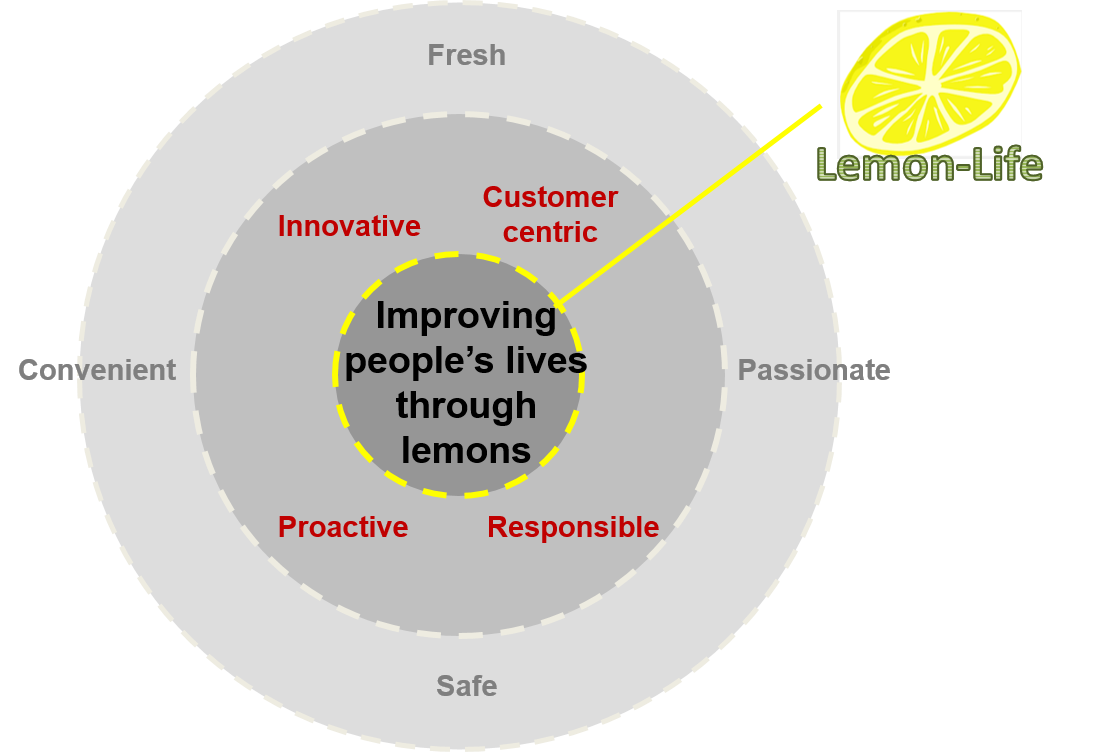 Fresh
Lemon-Life
Customer
centric
Innovative
Improving
people’s lives
through
lemons
Convenient
Passionate
Proactive
Responsible
Safe